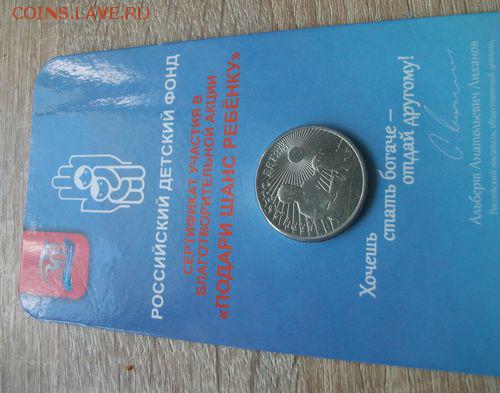 COINS.LAVE.RU
РОССИЙСКИЙ ДЕТСКИЙ ФОНД
СЕРТИФИКАТ УЧАСТИЯ В
БЛАГОТВОРИТЕЛЬНОЙ АКЦИИ
«ПОДАРИ ШАНС РЕБЁНКУ»
Хочешь
стать богаче –
отдай другому!
Альберт Анатольевич Лиханов